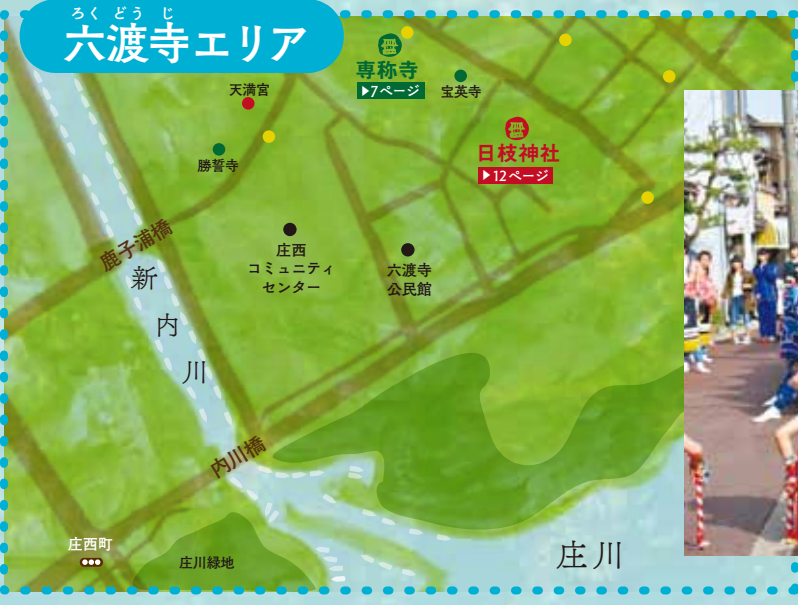 ろくどうじ
六渡寺エリア
専称寺
▶7ページ
宝英寺
天満宮
勝誓寺
日枝神社
▶12ページ
鹿子浦橋
庄西
コミュニティ
センター
六渡寺
公民館
新内川
内川橋
庄西町
庄川緑地
庄川